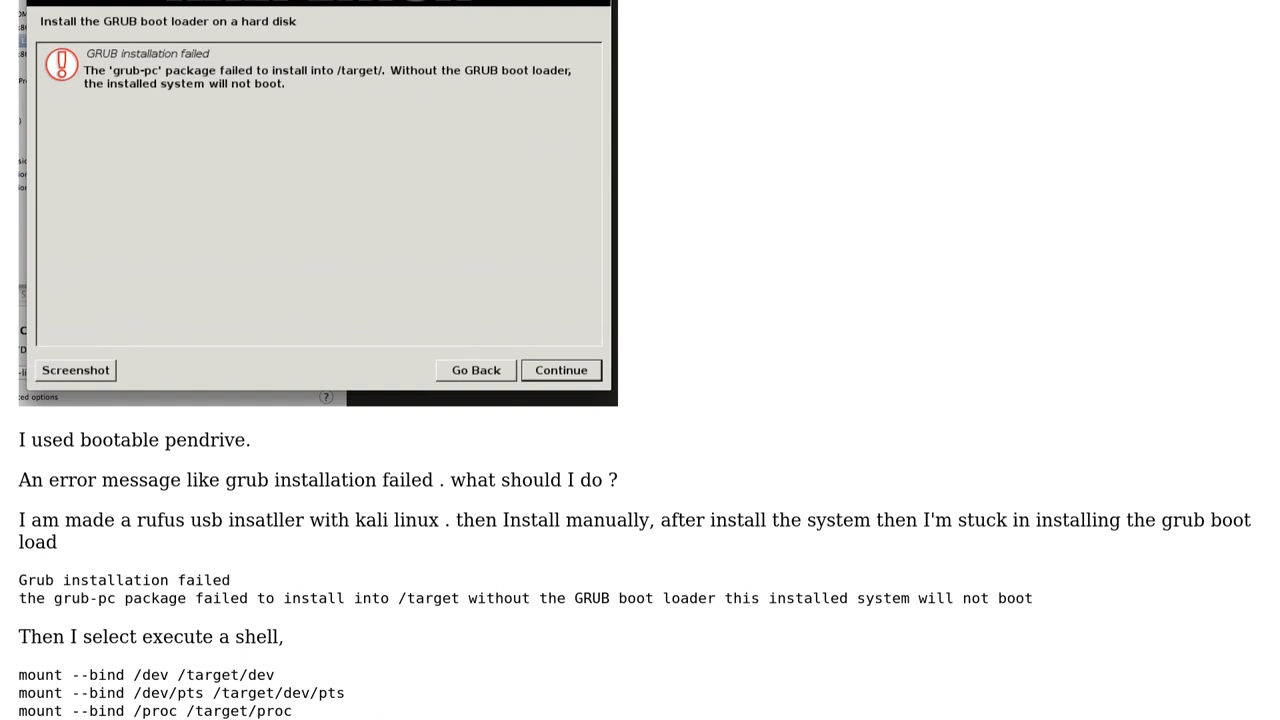 Install the GRUB boot loader on a hard disk
GRUB installation failed
The 'grub-pc' package failed to install into /target/. Without the GRUB boot loader,
the installed system will not boot.
Screenshot
Go Back
Continue
ced options
?
I used bootable pendrive.
An error message like grub installation failed . what should I do ?
I am made a rufus usb insatller with kali linux . then Install manually, after install the system then I'm stuck in installing the grub boot
load
Grub installation failed
the grub-pc package failed to install into /target without the GRUB boot loader this installed system will not boot
Then I select execute a shell,
mount --bind /dev /target/dev
mount --bind /dev/pts /target/dev/pts
mount --bind /proc /target/proc